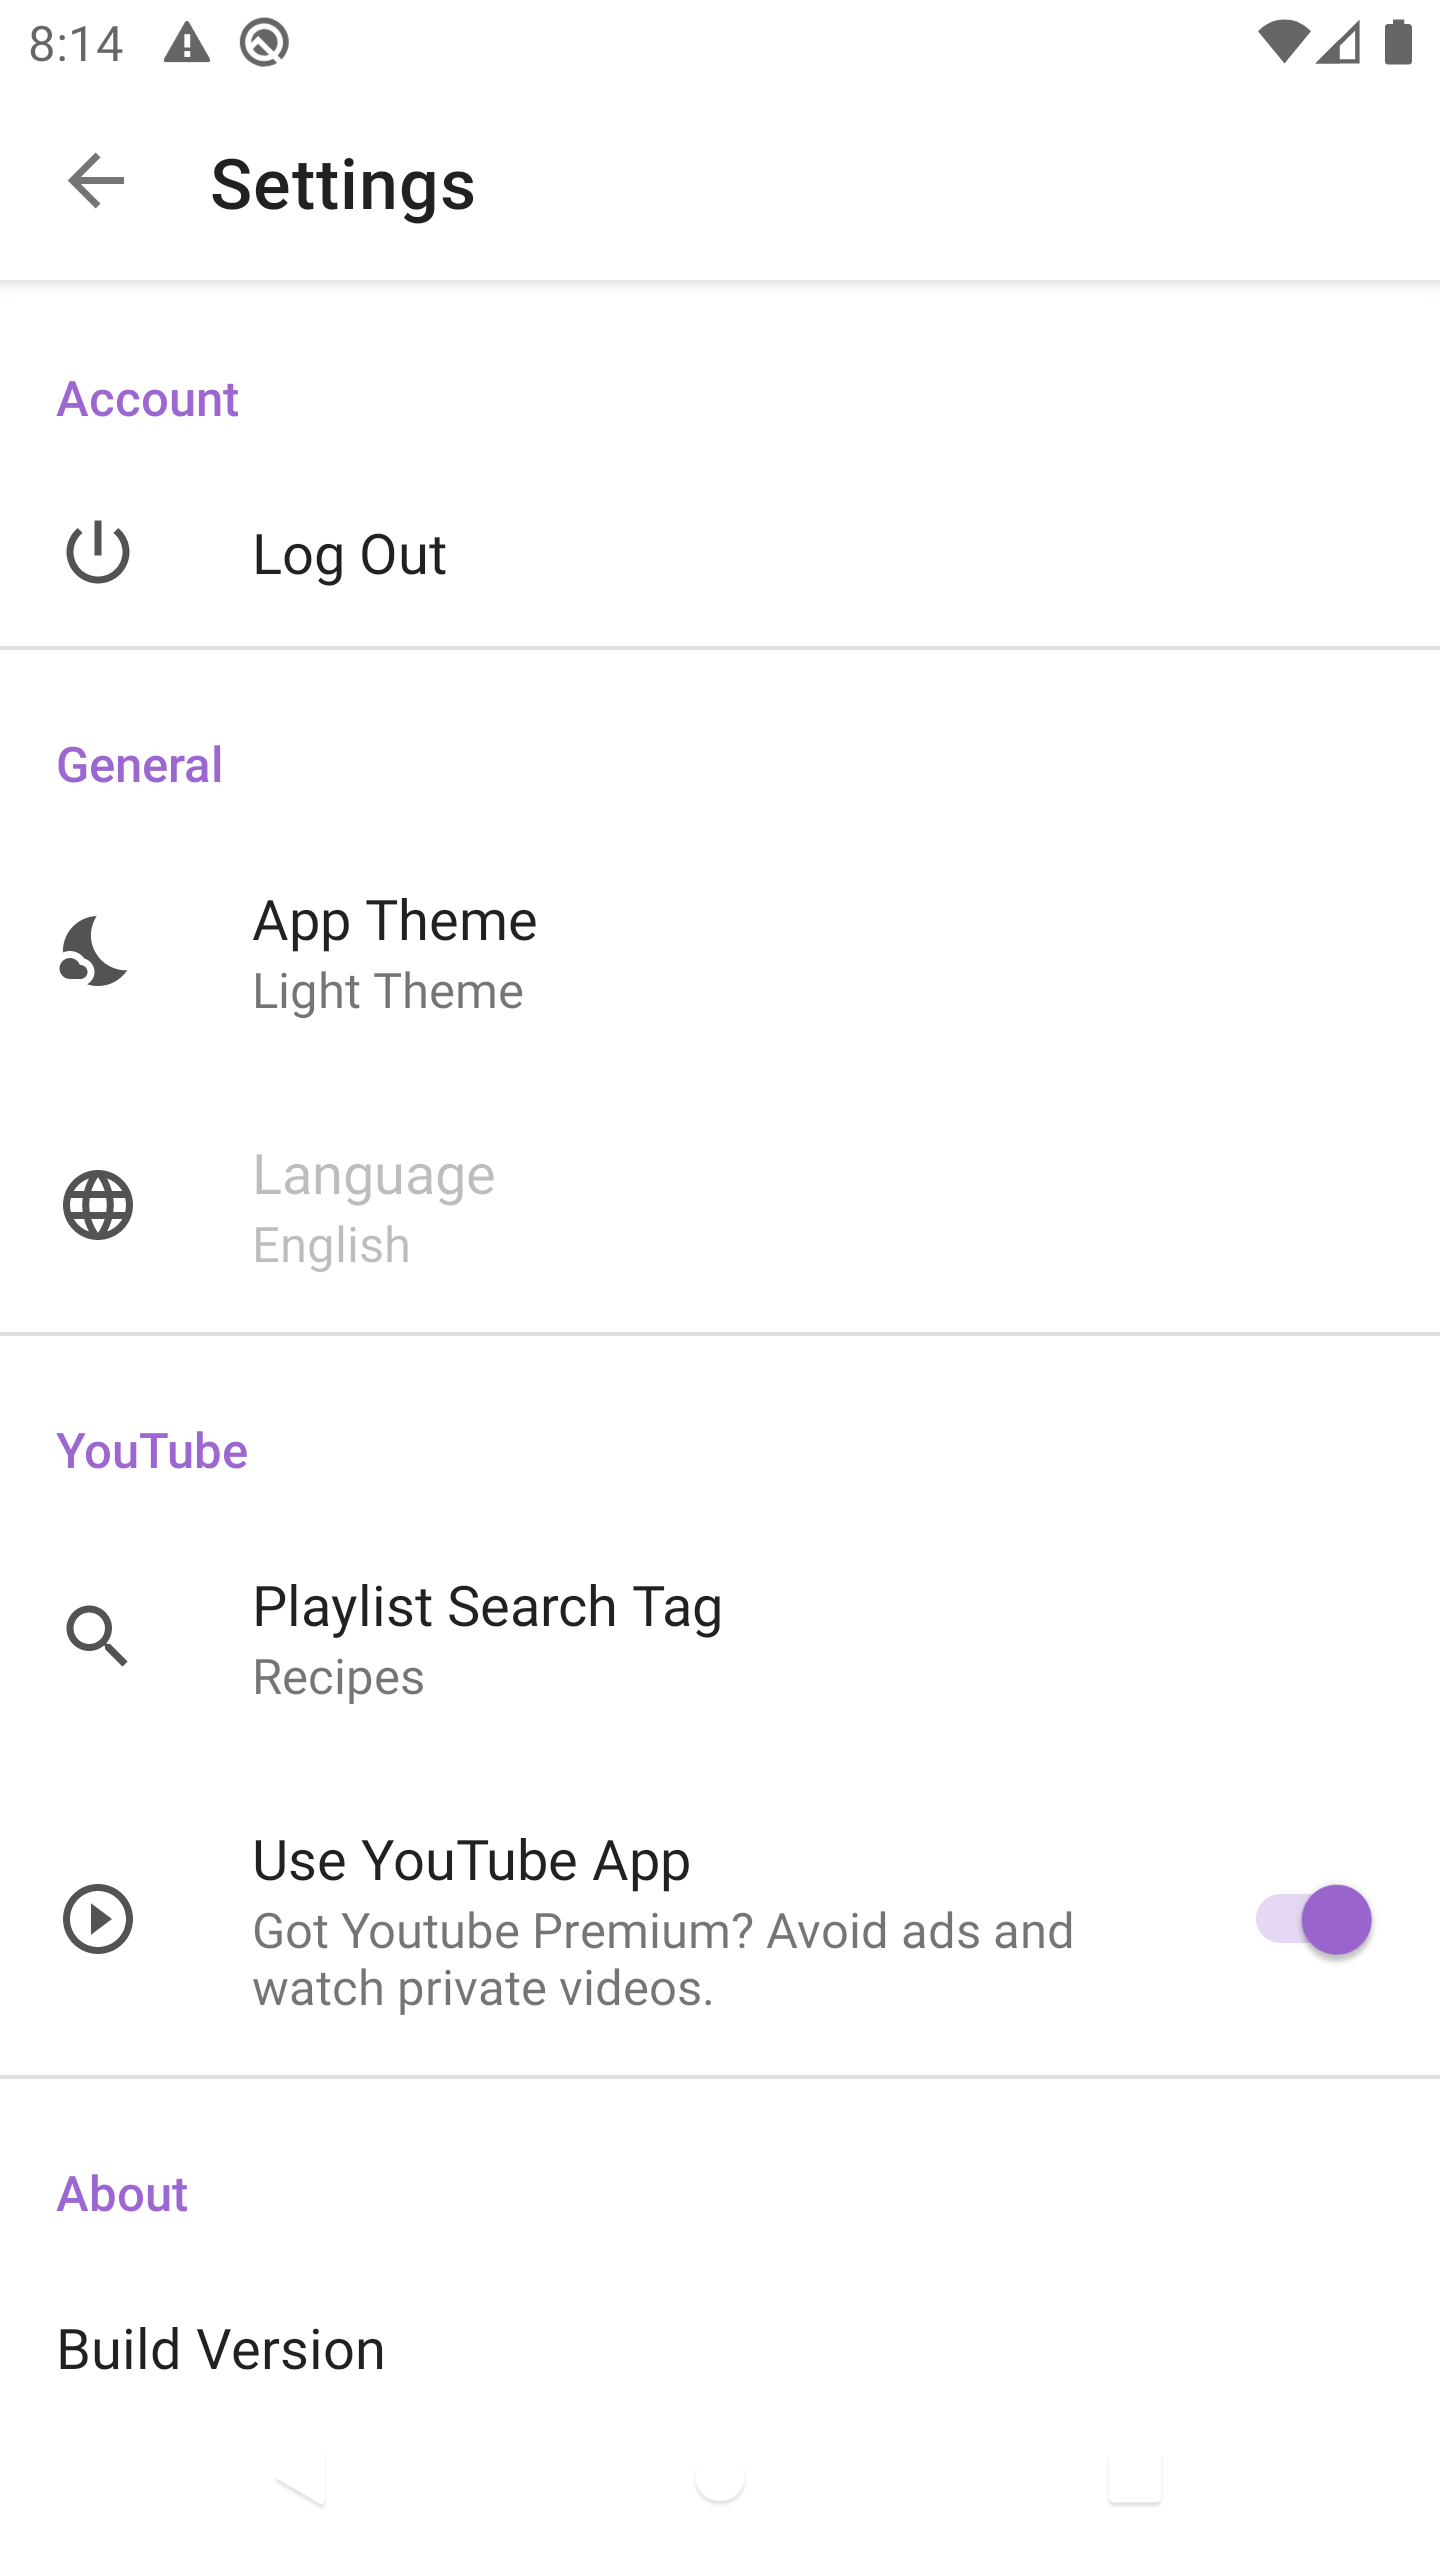 8:14
Settings
Account
Log Out
General
App Theme
Light Theme
Language
English
YouTube
Playlist Search Tag
Recipes
Use YouTube App
Got Youtube Premium? Avoid ads and
watch private videos.
About
Build Version